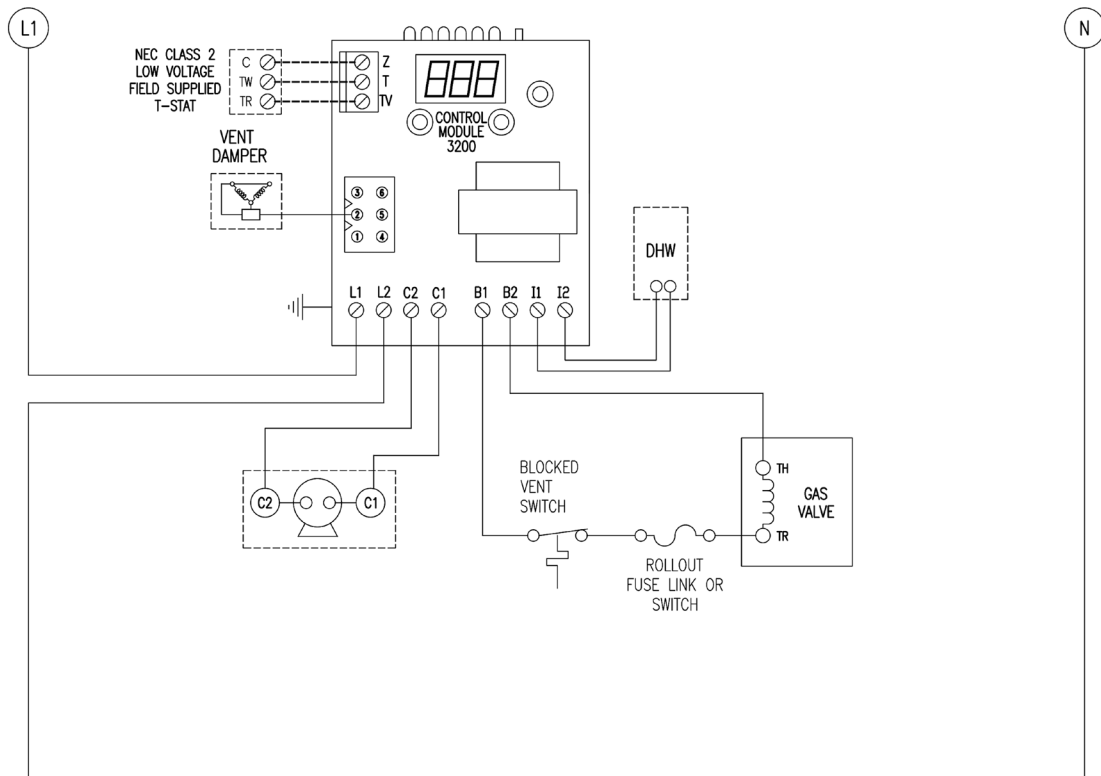 L1
N
NEC CLASS 2
LOW VOLTAGE
FIELD SUPPLIED
T-STAT
C
TW
TR
Z
T
TV
888
CONTROL
MODULE
3200
VENT
DAMPER
3 6
2 5
1 4
DHW
L1 L2 C2 C1 B1 B2 I1 I2
C2
C1
BLOCKED
VENT
SWITCH
ROLLOUT
FUSE LINK OR
SWITCH
TH
GAS
VALVE
TR